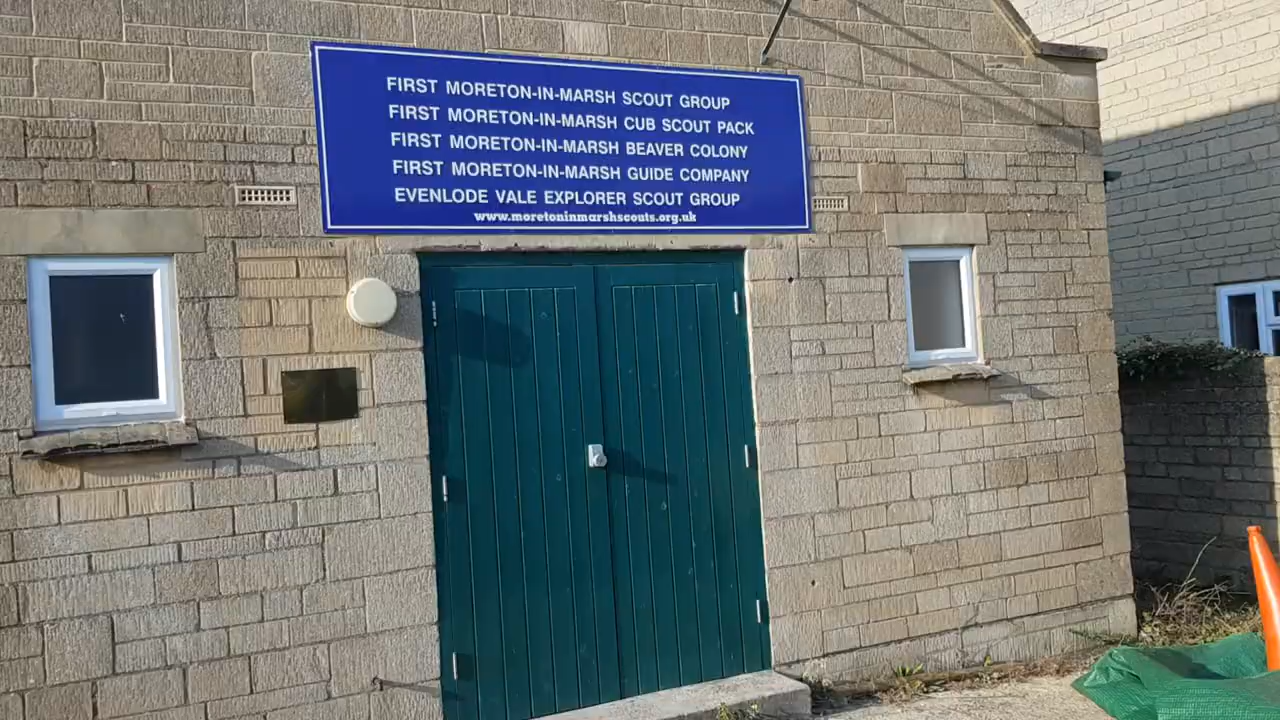 FIRST MORETON-IN-MARSH SCOUT GROUP
FIRST MORETON-IN-MARSH CUB SCOUT PACK
FIRST MORETON-IN-MARSH BEAVER COLONY
FIRST MORETON-IN-MARSH GUIDE COMPANY
EVENLODE VALE EXPLORER SCOUT GROUP
www.moretoninmarshscouts.org.uk